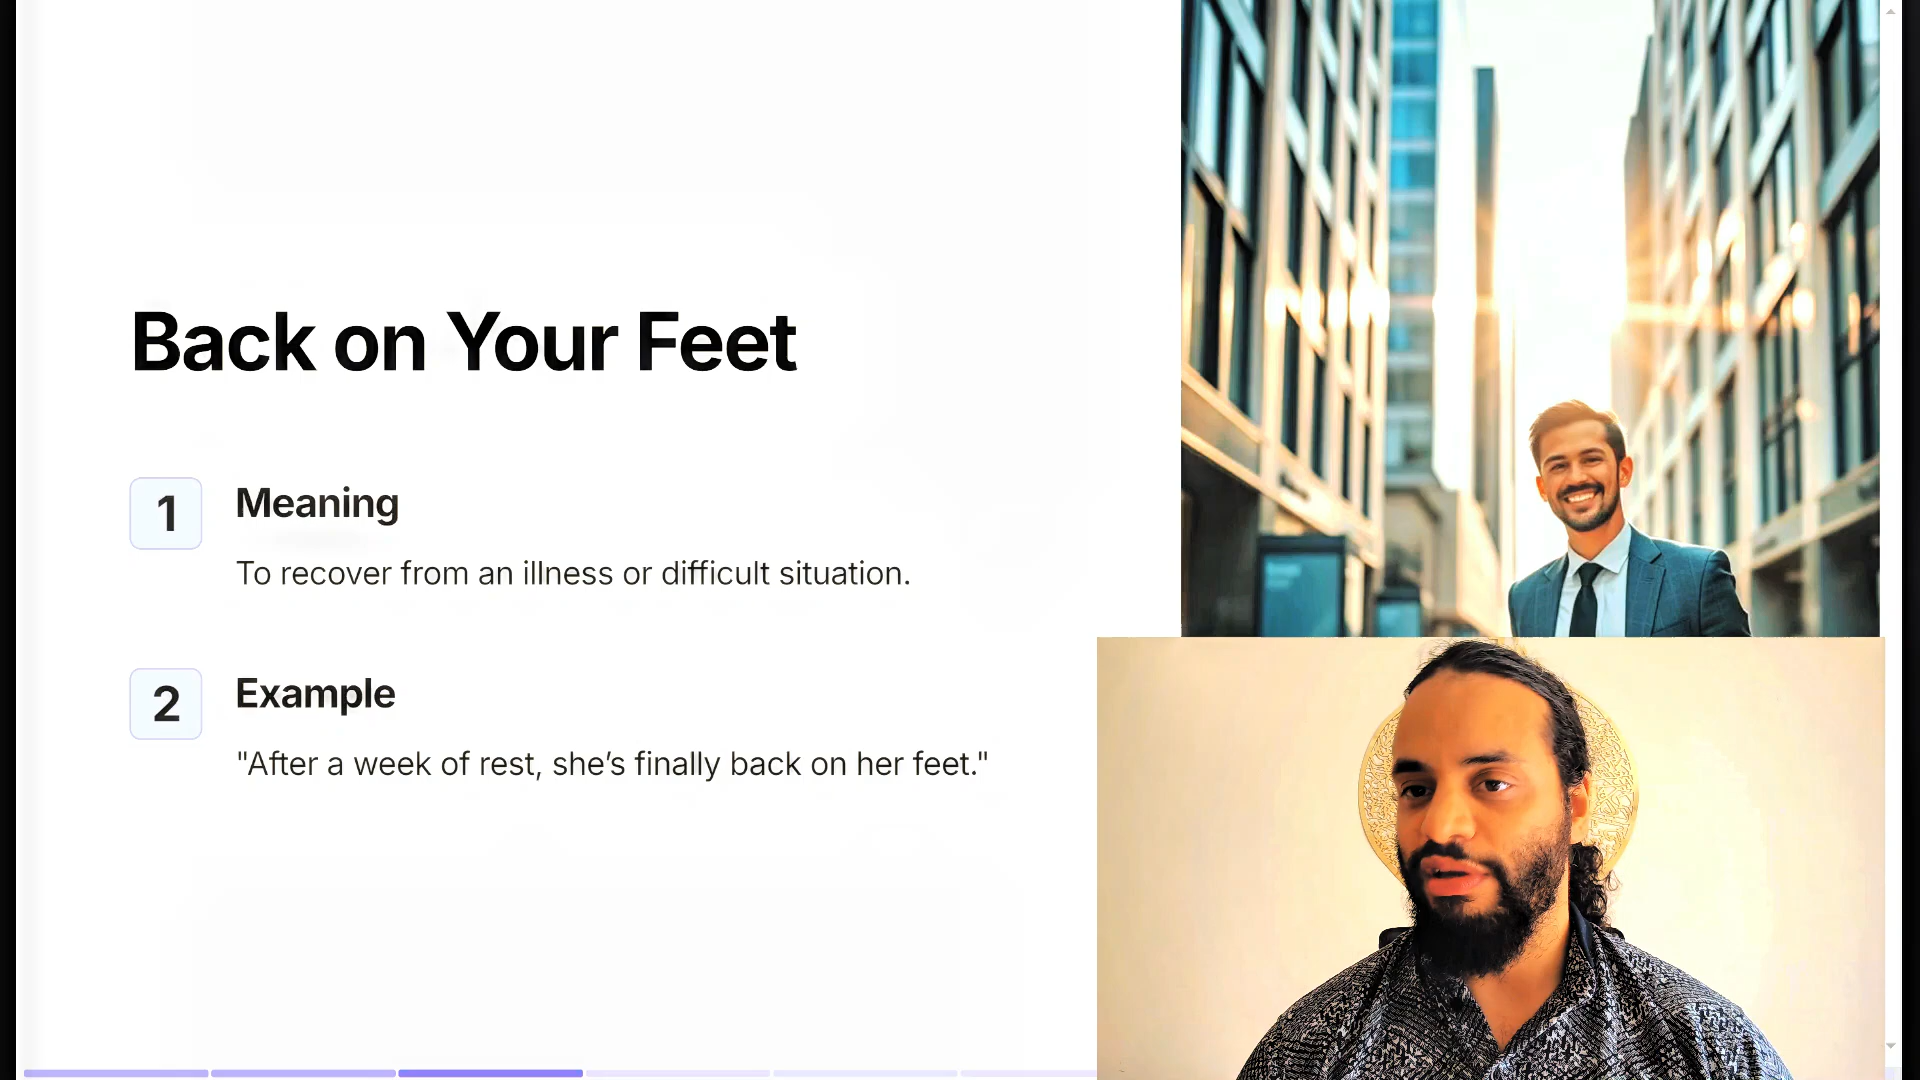 Back on Your Feet
1
Meaning
To recover from an illness or difficult situation.
2
Example
"After a week of rest, she’s finally back on her feet."